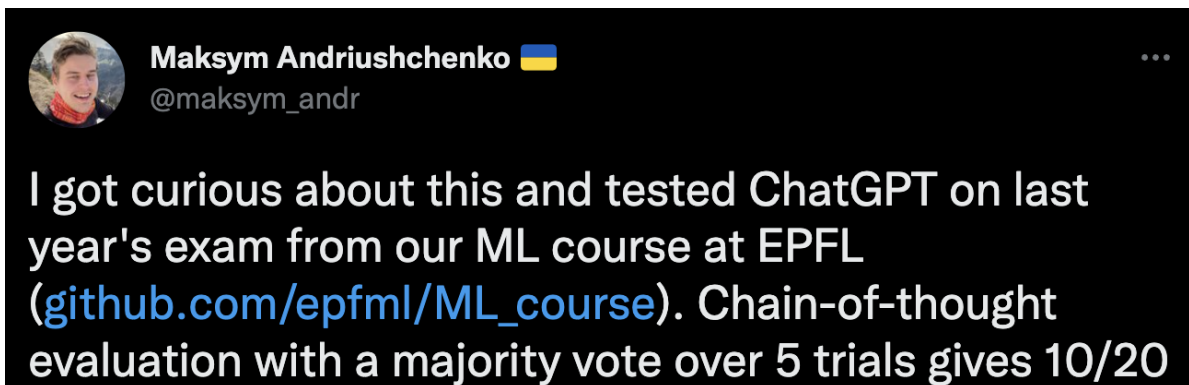 Maksym Andriushchenko 🇺🇦
@maksym_andr
I got curious about this and tested ChatGPT on last
year's exam from our ML course at EPFL
(github.com/epfml/ML_course). Chain-of-thought
evaluation with a majority vote over 5 trials gives 10/20